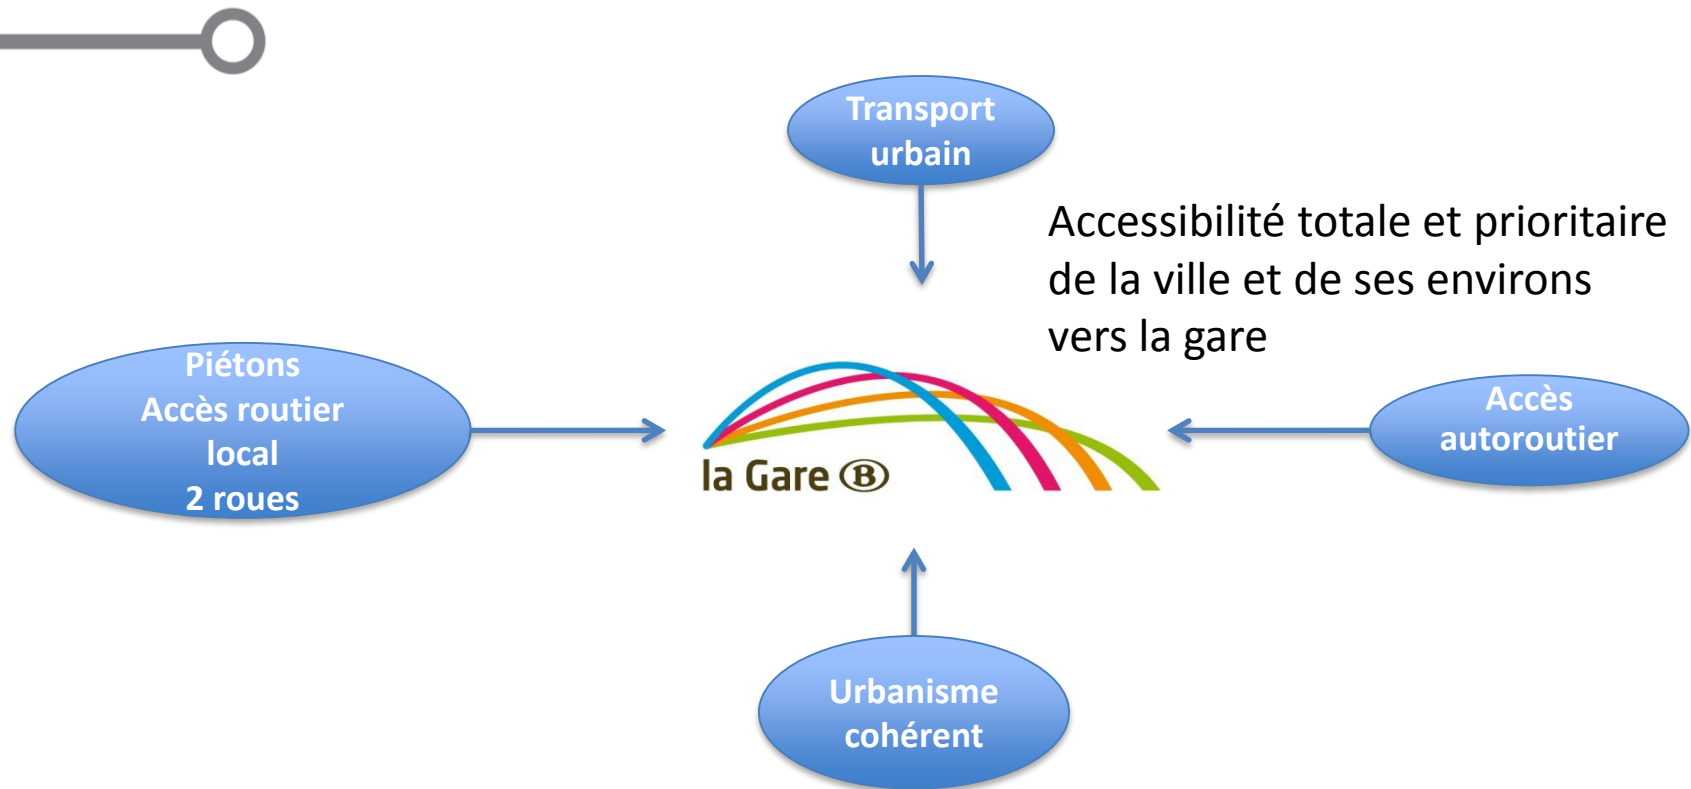 Transport
urbain
Accessibilité totale et prioritaire
de la ville et de ses environs
vers la gare
Piétons
Accès routier
local
2 roues
la Gare B
Accès
autoroutier
Urbanisme
cohérent